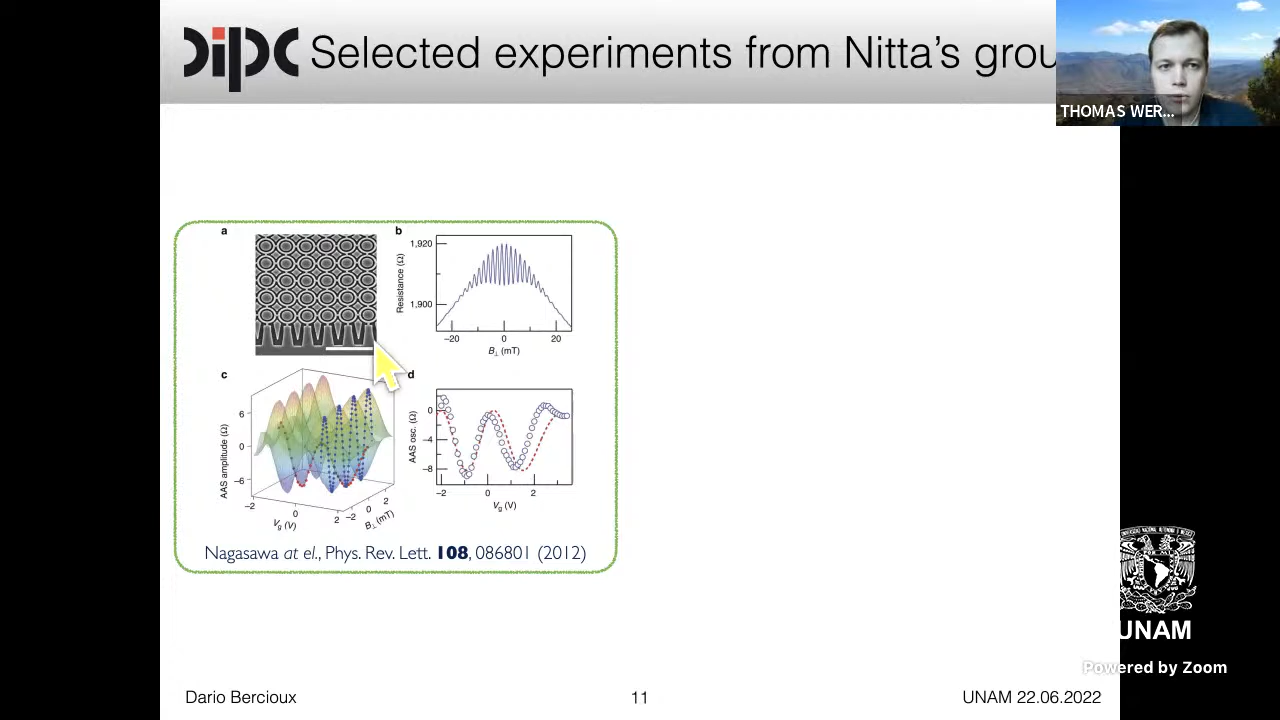 dipc
Selected experiments from Nitta's grou
THOMAS WER...
a
b
1,920
1,900
Resistance (Ω)
−20 0 20
B⊥ (mT)
c
6
0
−6
AAS amplitude (Ω)
−2 0 2
Vg (V)
−2 0 2
B⊥ (mT)
d
0
−4
−8
AAS osc. (Ω)
−2 0 2
Vg (V)
Nagasawa at el., Phys. Rev. Lett. 108, 086801 (2012)
UNAM
Powered by Zoom
Dario Bercioux
11
UNAM 22.06.2022